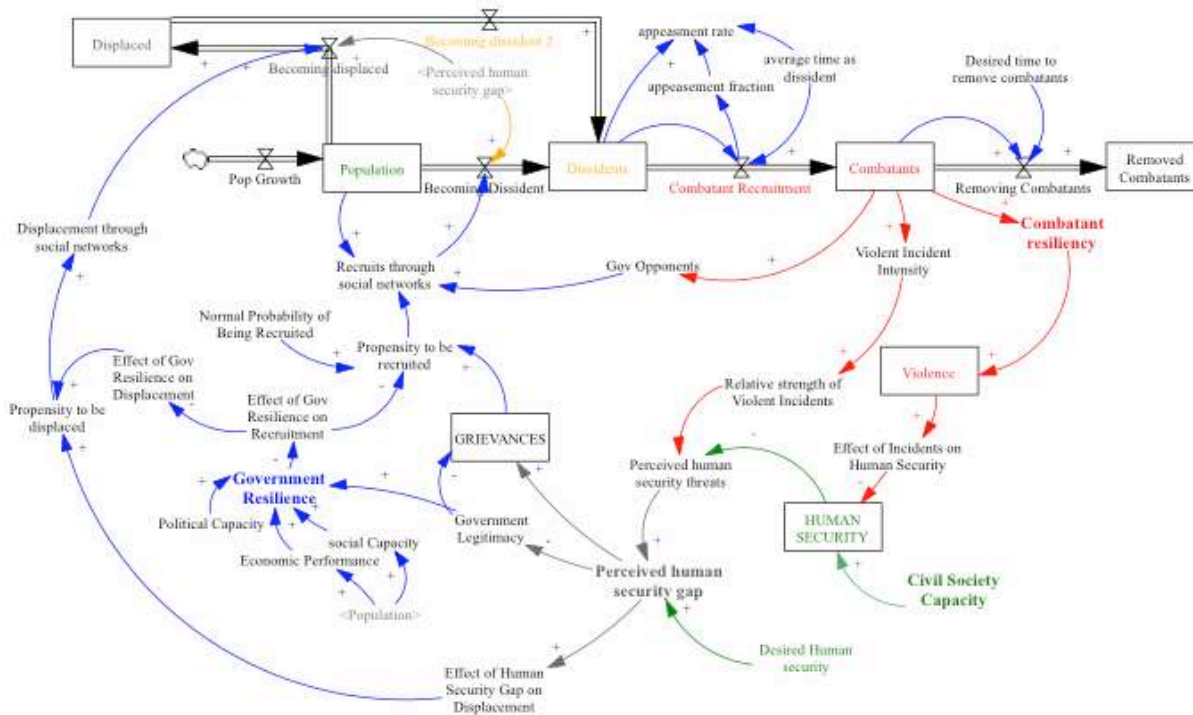 Displaced
Becoming dissident 2
appeasment rate
Becoming displaced
<Perceived human
security gap>
average time as
dissident
Desired time to
remove combatants
appeasement fraction
Population
Dissidents
Combatants
Removed
Combatants
Pop Growth
Becoming Dissident
Combatant Recruitment
Removing Combatants
Displacement through
social networks
Combatant
resiliency
Recruits through
social networks
Gov Opponents
Violent Incident
Intensity
Normal Probability of
Being Recruited
Propensity to be
recruited
Effect of Gov
Resilience on
Displacement
Relative strength of
Violent Incidents
Violence
Propensity to be
displaced
Effect of Gov
Resilience on
Recruitment
GRIEVANCES
Effect of Incidents on
Human Security
Perceived human
security threats
Government
Resilience
Political Capacity
Government
Legitimacy
HUMAN
SECURITY
social Capacity
Economic Performance
Perceived human
security gap
Civil Society
Capacity
<Population>
Desired Human
security
Effect of Human
Security Gap on
Displacement